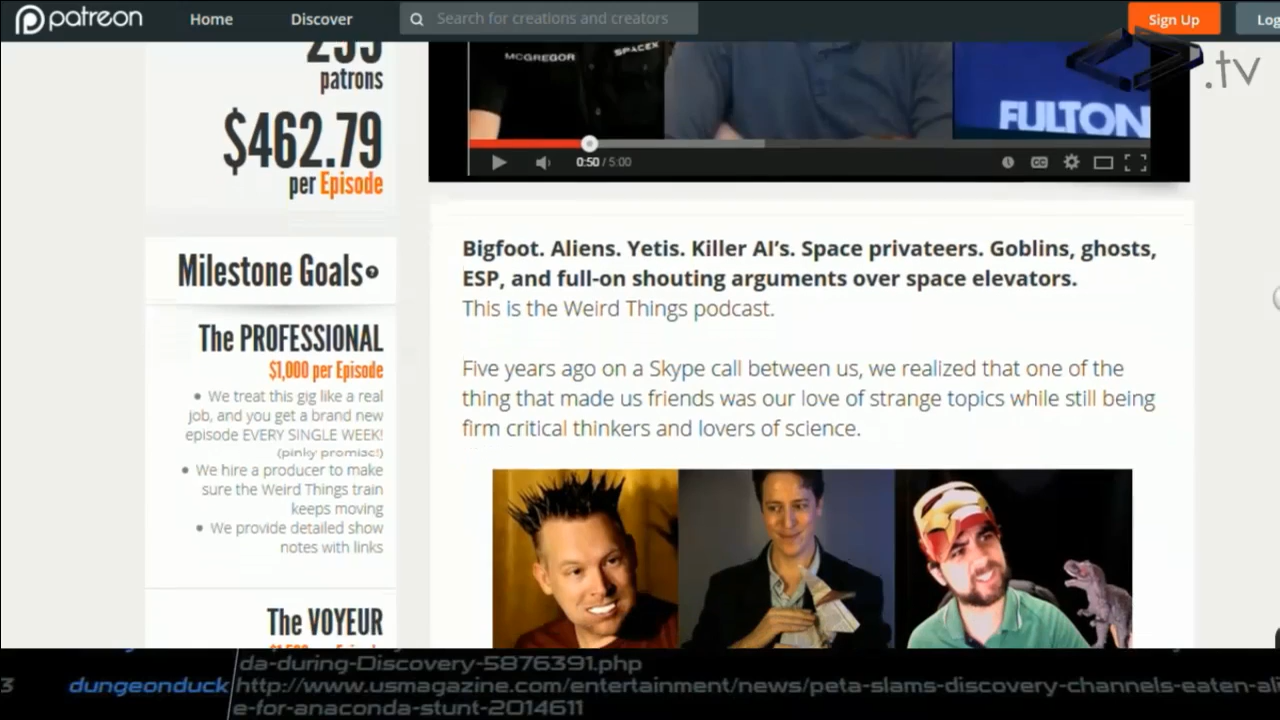 patreon
Home
Discover
Search for creations and creators
Sign Up
Log
.tv
patrons
$462.79
per Episode
MCGREGOR
SPACEX
FULTON
0:50 / 5:00
CC
Milestone Goals
The PROFESSIONAL
$1,000 per Episode
• We treat this gig like a real
job, and you get a brand new
episode EVERY SINGLE WEEK!
(pinky promise!)
• We hire a producer to make
sure the Weird Things train
keeps moving
• We provide detailed show
notes with links
The VOYEUR
Bigfoot. Aliens. Yetis. Killer AI's. Space privateers. Goblins, ghosts,
ESP, and full-on shouting arguments over space elevators.
This is the Weird Things podcast.
Five years ago on a Skype call between us, we realized that one of the
thing that made us friends was our love of strange topics while still being
firm critical thinkers and lovers of science.
da-during-Discovery-5876391.php
3 dungeonduck http://www.usmagazine.com/entertainment/news/peta-slams-discovery-channels-eaten-ali
e-for-anaconda-stunt-2014611